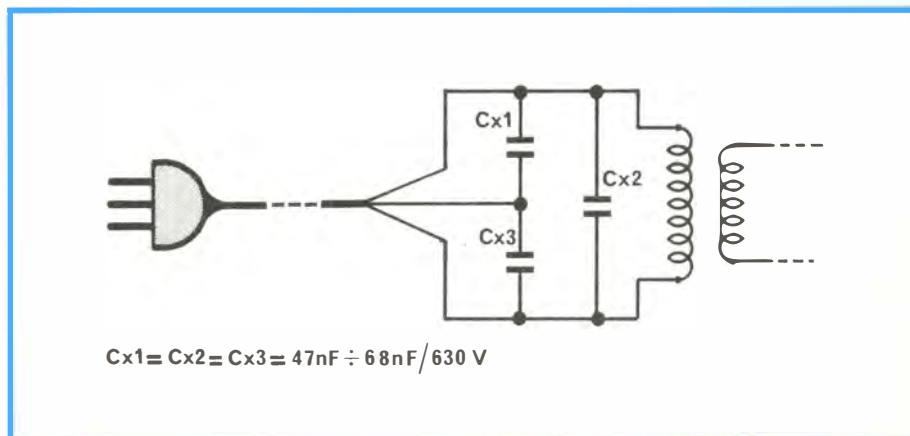 Cx1
Cx2
Cx3
Cx1 = Cx2 = Cx3 = 47nF ÷ 68nF/630 V